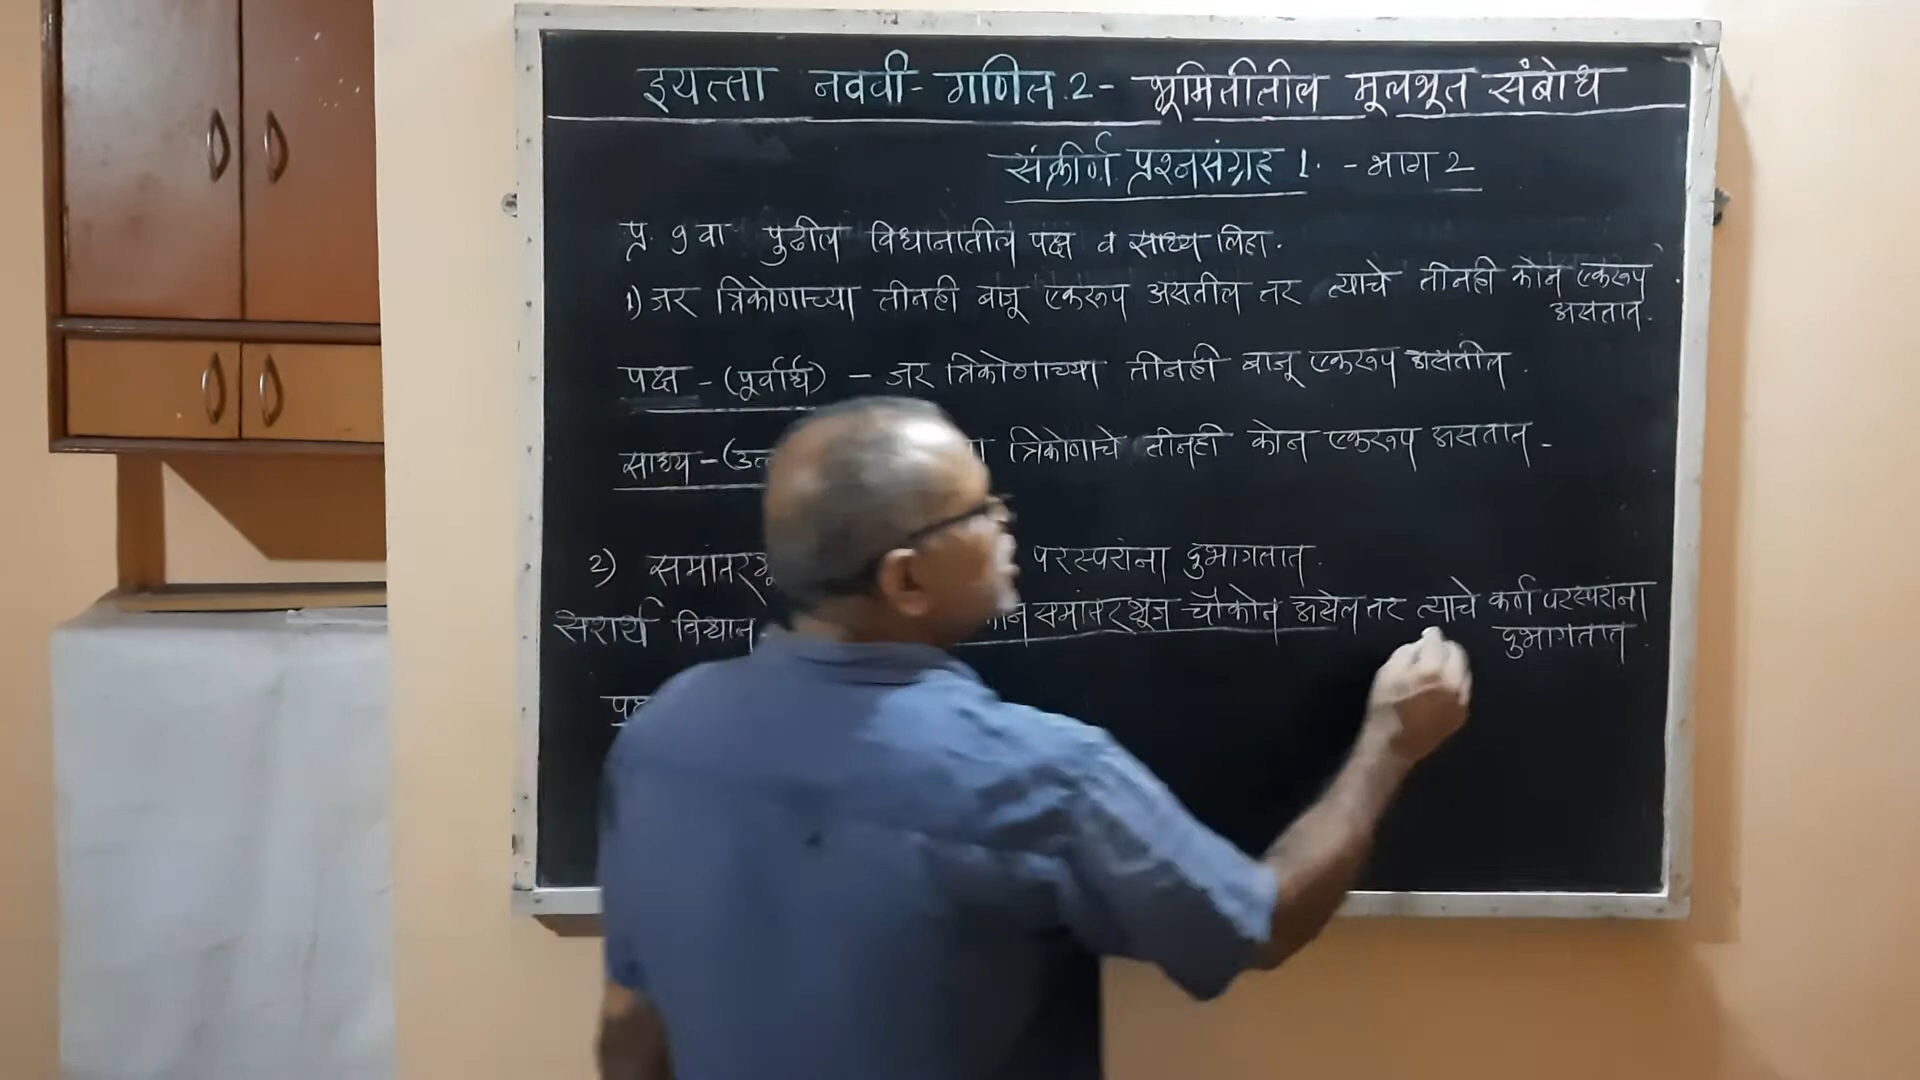 इयत्ता नववी - गणित.2 - भूमितीतील मूलभूत संबोध
संकीर्ण प्रश्नसंग्रह 1. - भाग 2
प्र. 9 वा पुढील विधानातील पक्ष व साध्य लिहा.
1) जर त्रिकोणाच्या तीनही बाजू एकरूप असतील तर त्याचे तीनही कोन एकरूप
असतात.
पक्ष - (पूर्वार्ध) - जर त्रिकोणाच्या तीनही बाजू एकरूप असतील.
साध्य - त्रिकोणाचे तीनही कोन एकरूप असतात -
2) परस्परांना दुभागतात.
सशर्त विधान समांतरभूज चौकोन असेल तर त्याचे कर्ण परस्परांना
दुभागतात.